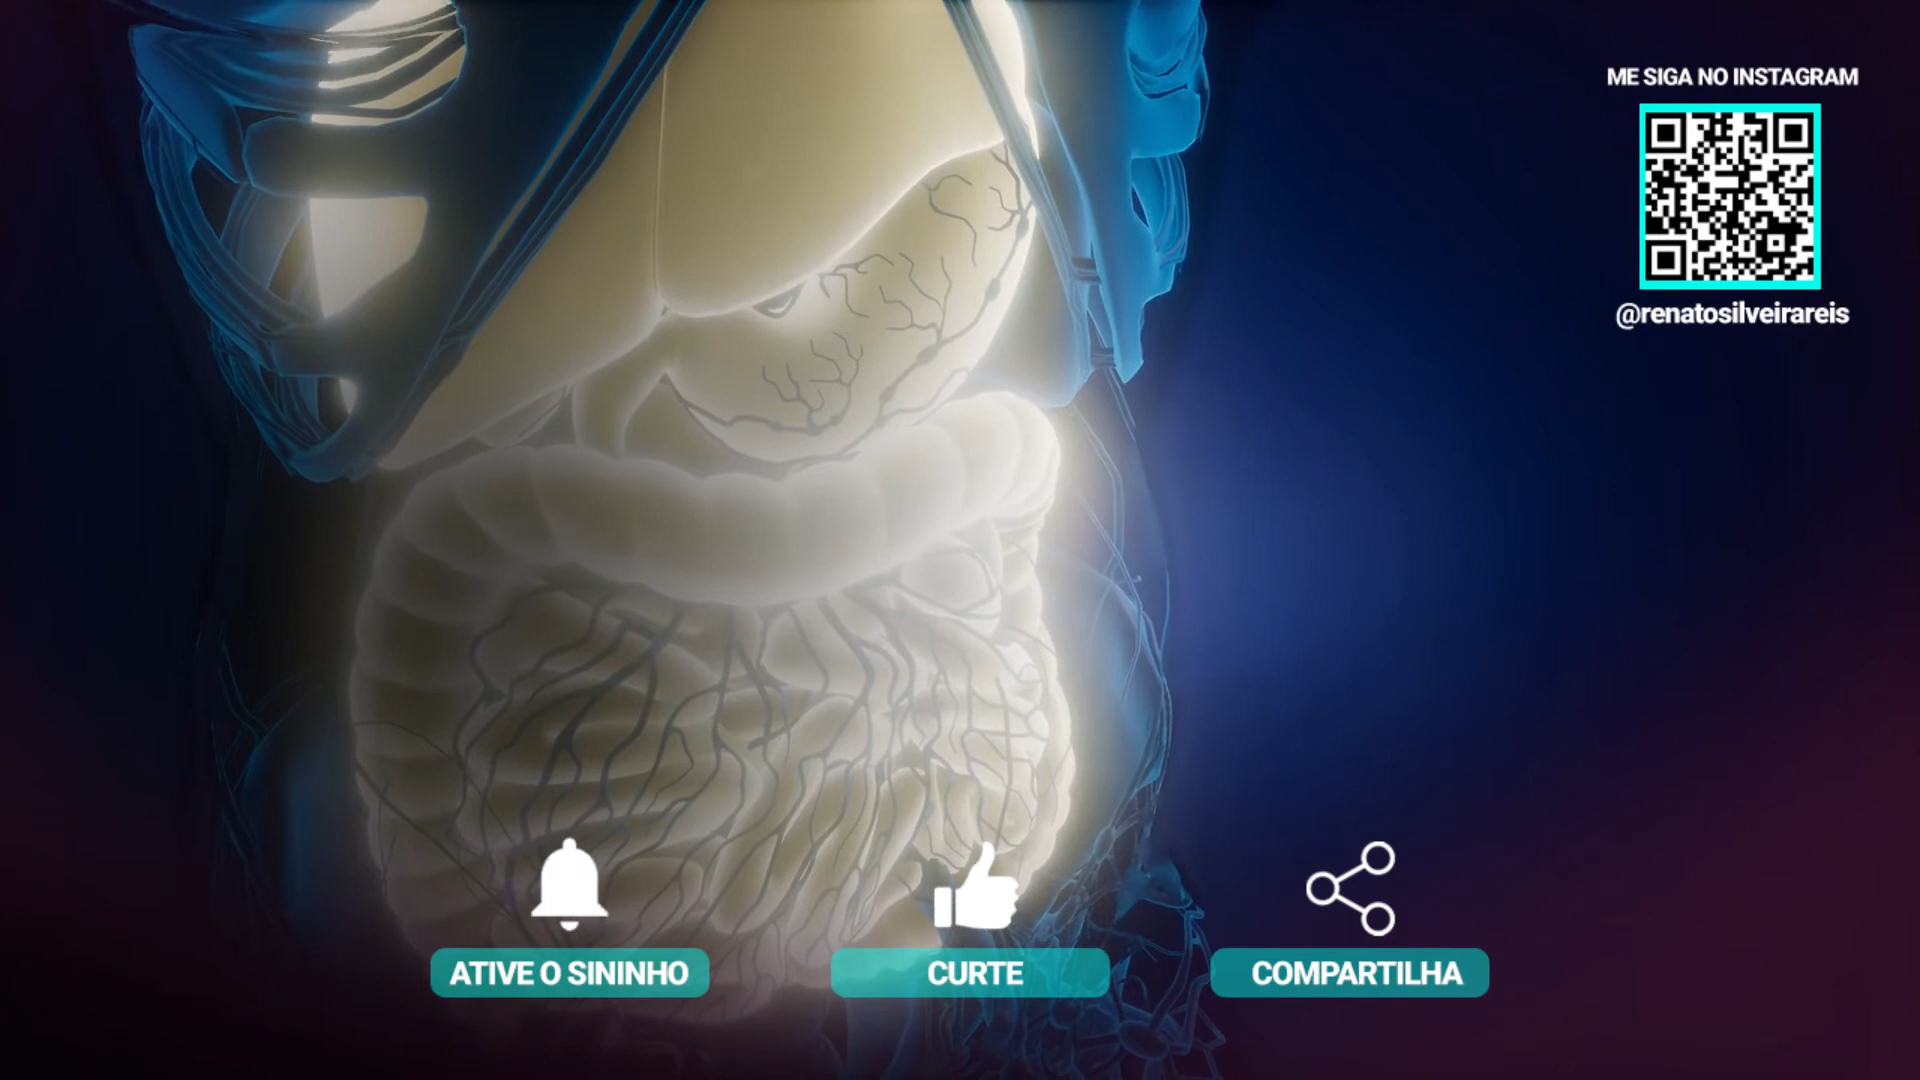 ME SIGA NO INSTAGRAM
@renatosilveirareis
ATIVE O SININHO
CURTE
COMPARTILHA